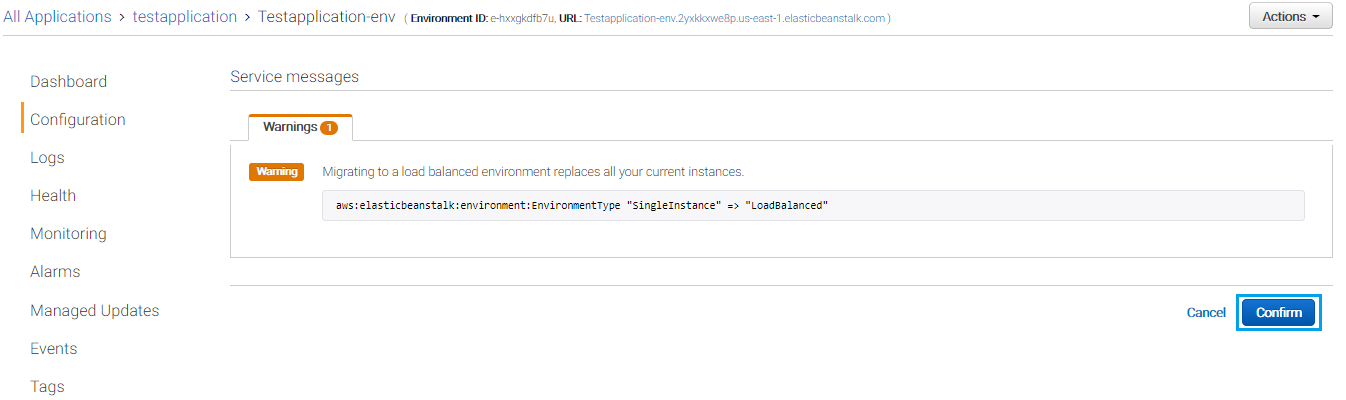 All Applications > testapplication > Testapplication-env ( Environment ID: e-hxxgkdfb7u, URL: Testapplication-env.2yxkkxwe8p.us-east-1.elasticbeanstalk.com )
Actions
Dashboard
Configuration
Logs
Health
Monitoring
Alarms
Managed Updates
Events
Tags
Service messages
Warnings 1
Warning Migrating to a load balanced environment replaces all your current instances.
aws:elasticbeanstalk:environment:EnvironmentType "SingleInstance" => "LoadBalanced"
Cancel Confirm